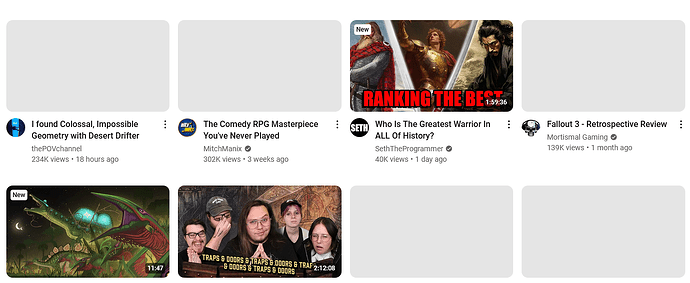 New
RANKING THE BEST
1:59:36
I found Colossal, Impossible
Geometry with Desert Drifter
thePOVchannel
234K views • 18 hours ago
The Comedy RPG Masterpiece
You've Never Played
MitchManix
302K views • 3 weeks ago
SETH
Who Is The Greatest Warrior In
ALL Of History?
SethTheProgrammer
40K views • 1 day ago
Fallout 3 - Retrospective Review
Mortismal Gaming
139K views • 1 month ago
New
11:47
TRAPS & DOORS & TRAPS & DOORS & TRAPS
& DOORS & TRAPS & DOORS
2:12:08